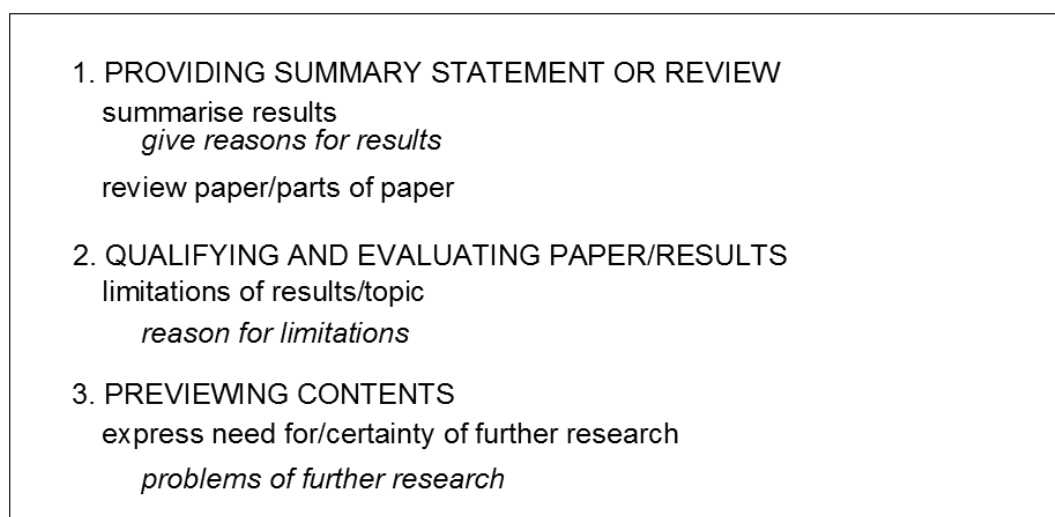 1. PROVIDING SUMMARY STATEMENT OR REVIEW
summarise results
give reasons for results
review paper/parts of paper
2. QUALIFYING AND EVALUATING PAPER/RESULTS
limitations of results/topic
reason for limitations
3. PREVIEWING CONTENTS
express need for/certainty of further research
problems of further research